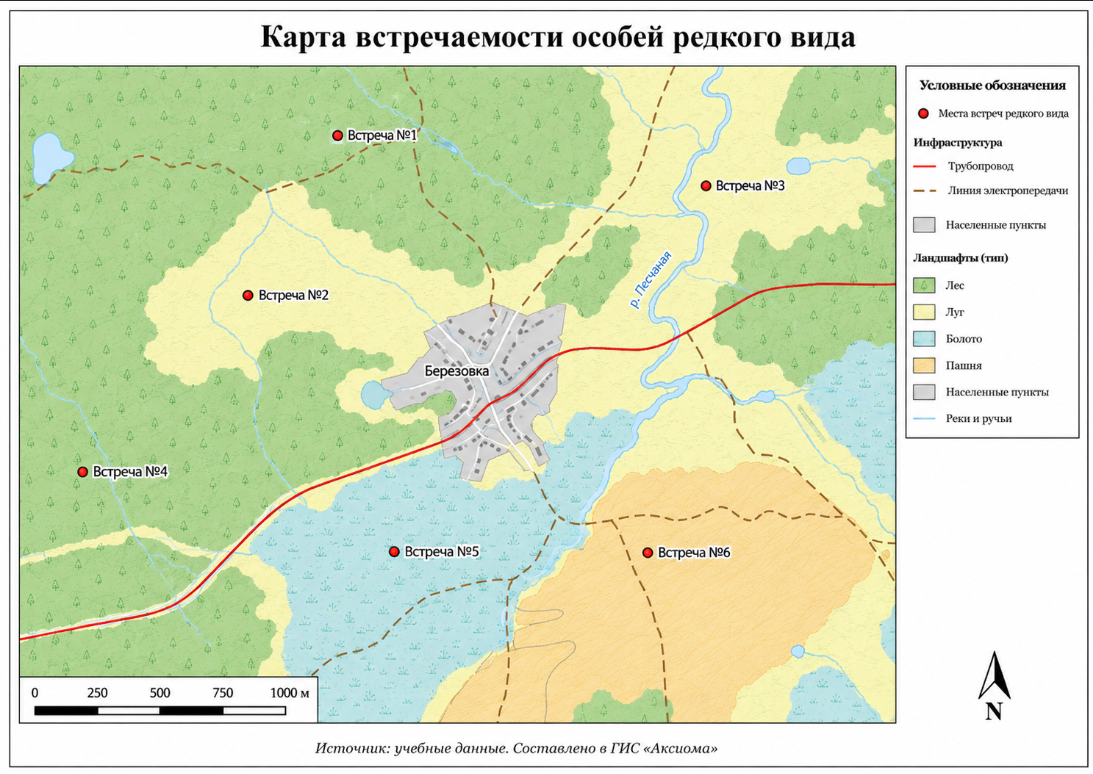 Карта встречаемости особей редкого вида
Встреча №1
Встреча №3
р. Песчаная
Встреча №2
Березовка
Встреча №4
Встреча №5
Встреча №6
0 250 500 750 1000 м
Условные обозначения
Места встреч редкого вида
Инфраструктура
Трубопровод
Линия электропередачи
Населенные пункты
Ландшафты (тип)
Лес
Луг
Болото
Пашня
Населенные пункты
Реки и ручьи
N
Источник: учебные данные. Составлено в ГИС «Аксиома»